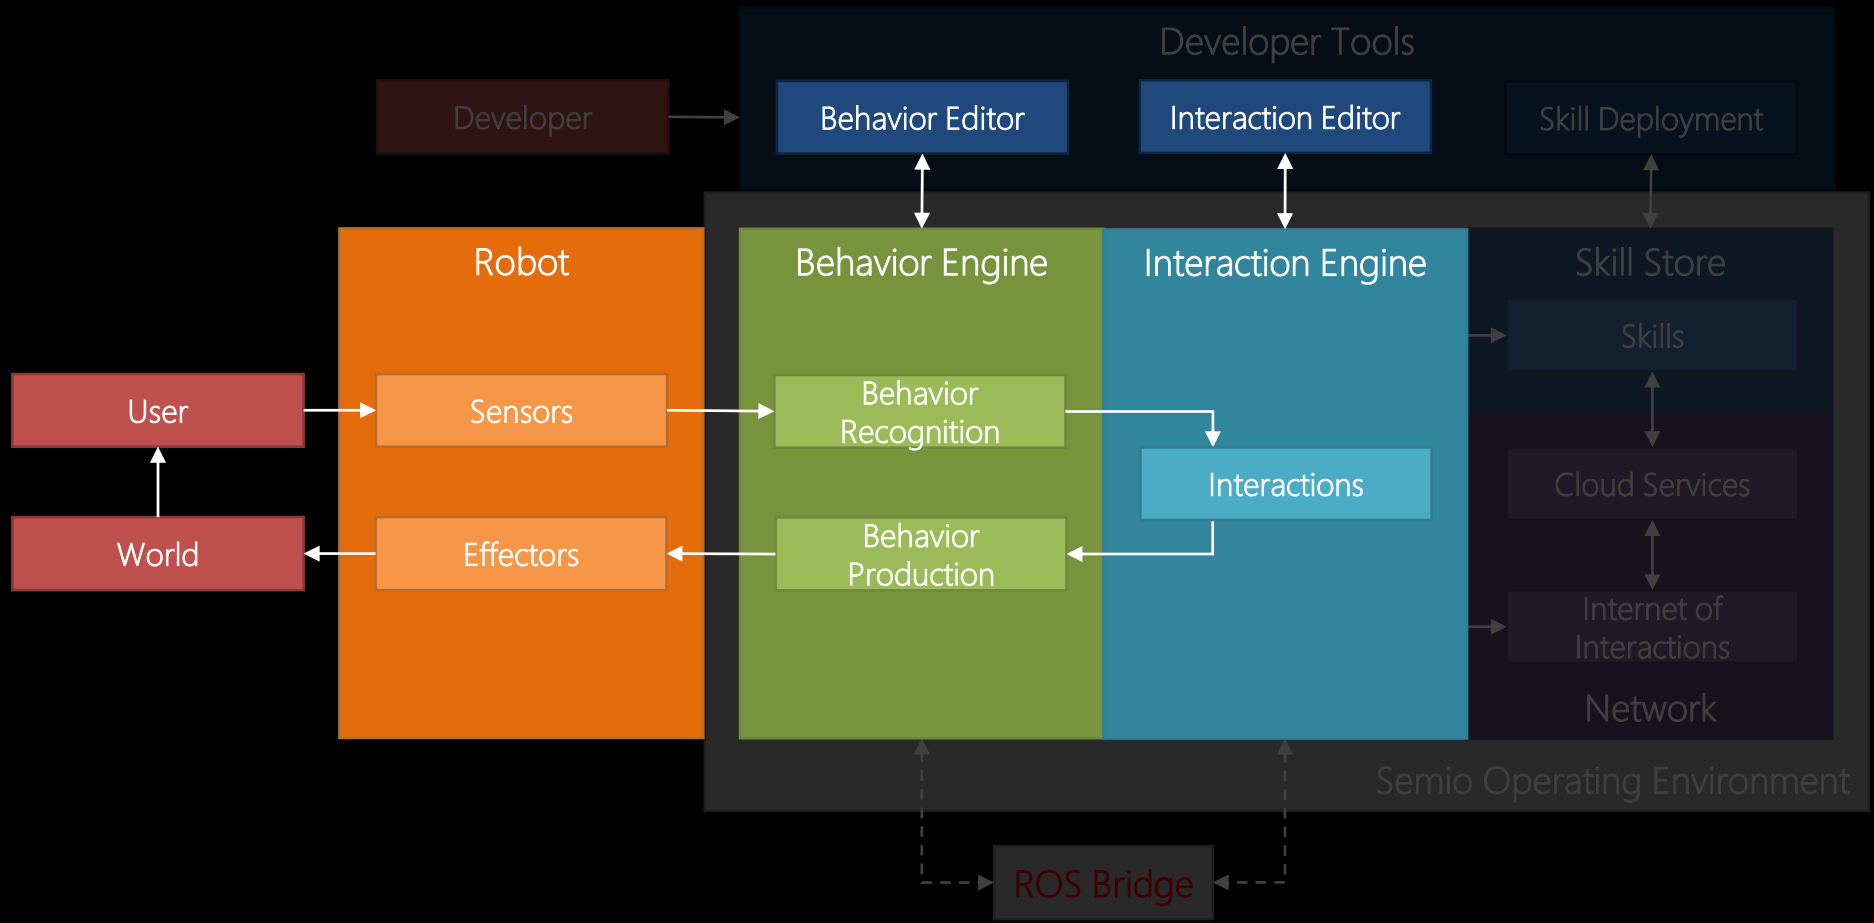 Developer Tools
Developer
Behavior Editor
Interaction Editor
Skill Deployment
Robot
Behavior Engine
Interaction Engine
Skill Store
Skills
User
Sensors
Behavior
Recognition
Interactions
Cloud Services
World
Effectors
Behavior
Production
Internet of
Interactions
Network
Semio Operating Environment
ROS Bridge